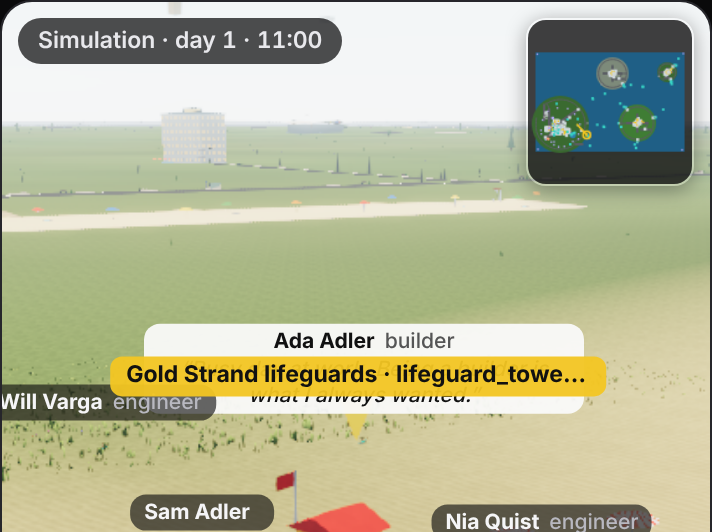 Simulation · day 1 · 11:00
Ada Adler builder
Gold Strand lifeguards · lifeguard_towe...
what I always wanted."
Will Varga engineer
Sam Adler
Nia Quist engineer